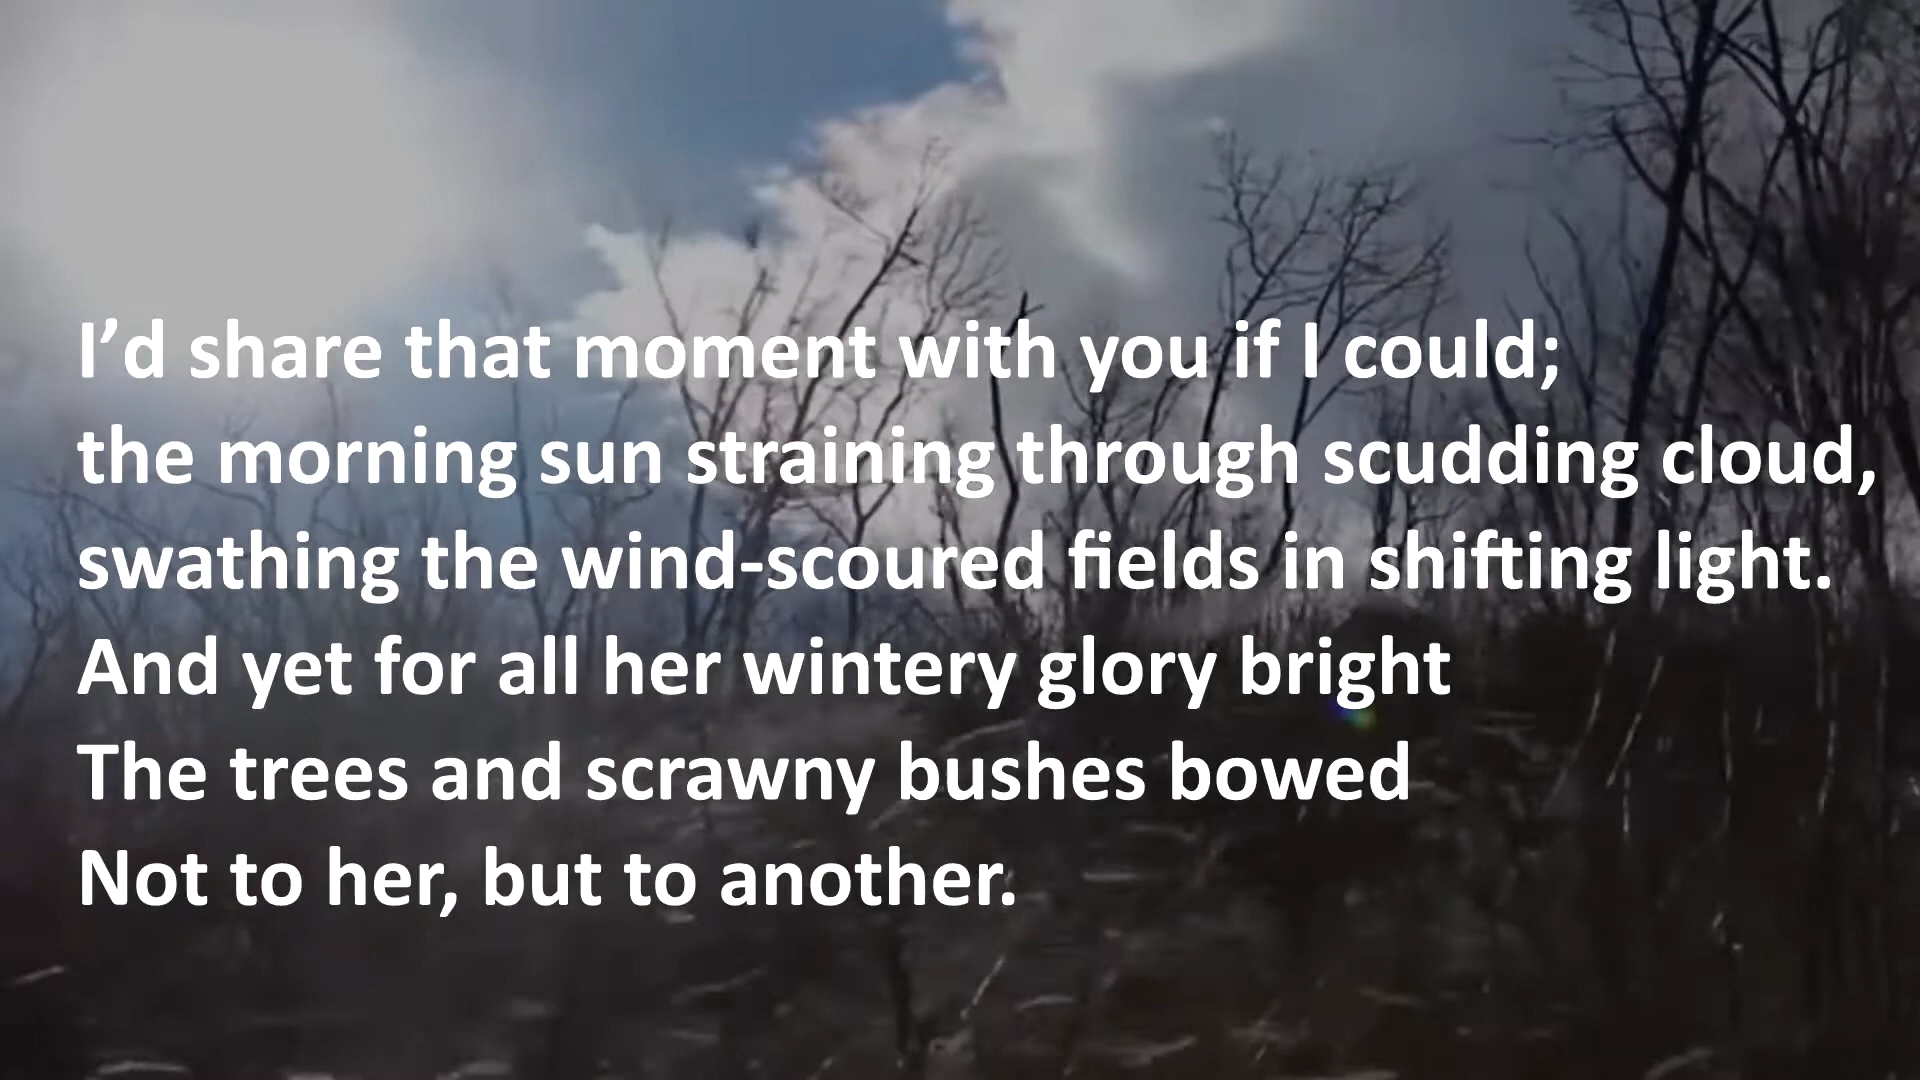 I’d share that moment with you if I could;
the morning sun straining through scudding cloud,
swathing the wind-scoured fields in shifting light.
And yet for all her wintery glory bright
The trees and scrawny bushes bowed
Not to her, but to another.